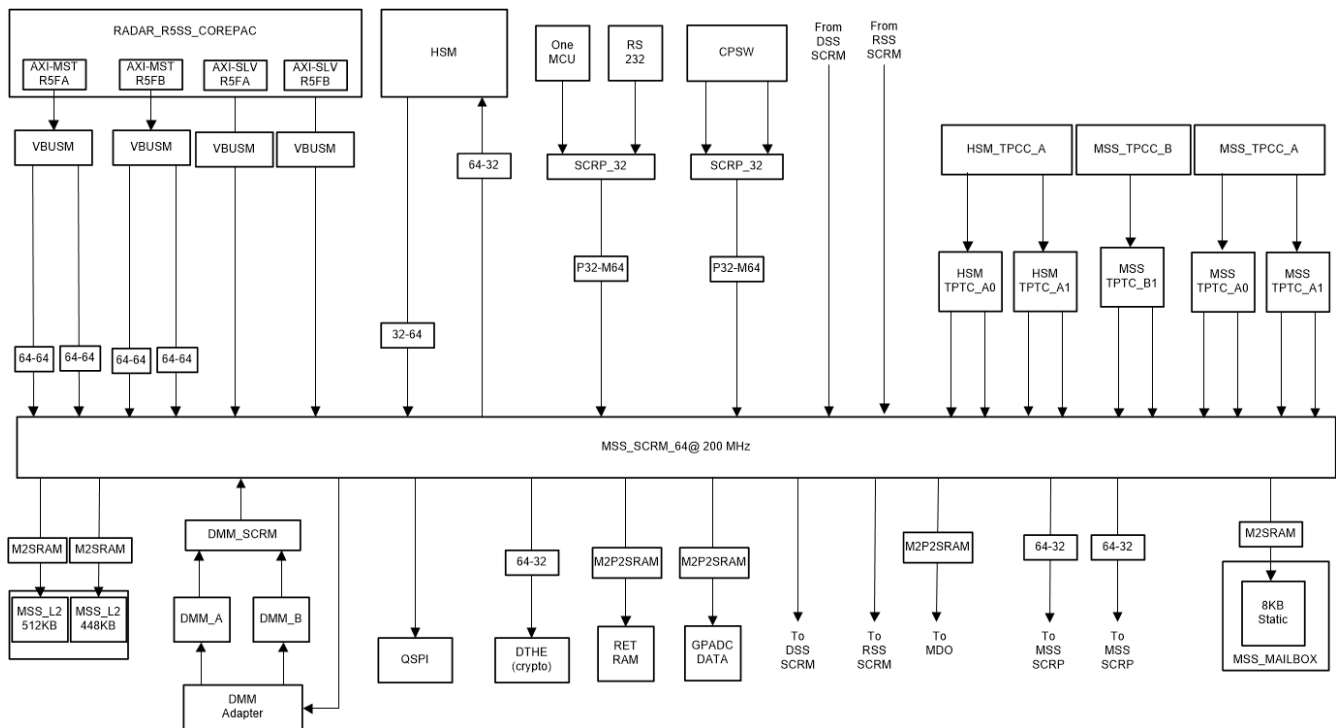 RADAR_R5SS_COREPAC
AXI-MST
R5FA
AXI-MST
R5FB
AXI-SLV
R5FA
AXI-SLV
R5FB
HSM
One
MCU
RS
232
CPSW
From
DSS
SCRM
From
RSS
SCRM
VBUSM
VBUSM
VBUSM
VBUSM
64-32
SCRP_32
SCRP_32
HSM_TPCC_A
MSS_TPCC_B
MSS_TPCC_A
P32-M64
P32-M64
HSM
TPTC_A0
HSM
TPTC_A1
MSS
TPTC_B1
MSS
TPTC_A0
MSS
TPTC_A1
32-64
64-64
64-64
64-64
64-64
MSS_SCRM_64@ 200 MHz
DMM_SCRM
M2SRAM
M2SRAM
64-32
M2P2SRAM
M2P2SRAM
M2P2SRAM
64-32
64-32
M2SRAM
MSS_L2
512KB
MSS_L2
448KB
DMM_A
DMM_B
QSPI
DTHE
(crypto)
RET
RAM
GPADC
DATA
To
DSS
SCRM
To
RSS
SCRM
To
MDO
To
MSS
SCRP
To
MSS
SCRP
8KB
Static
MSS_MAILBOX
DMM
Adapter